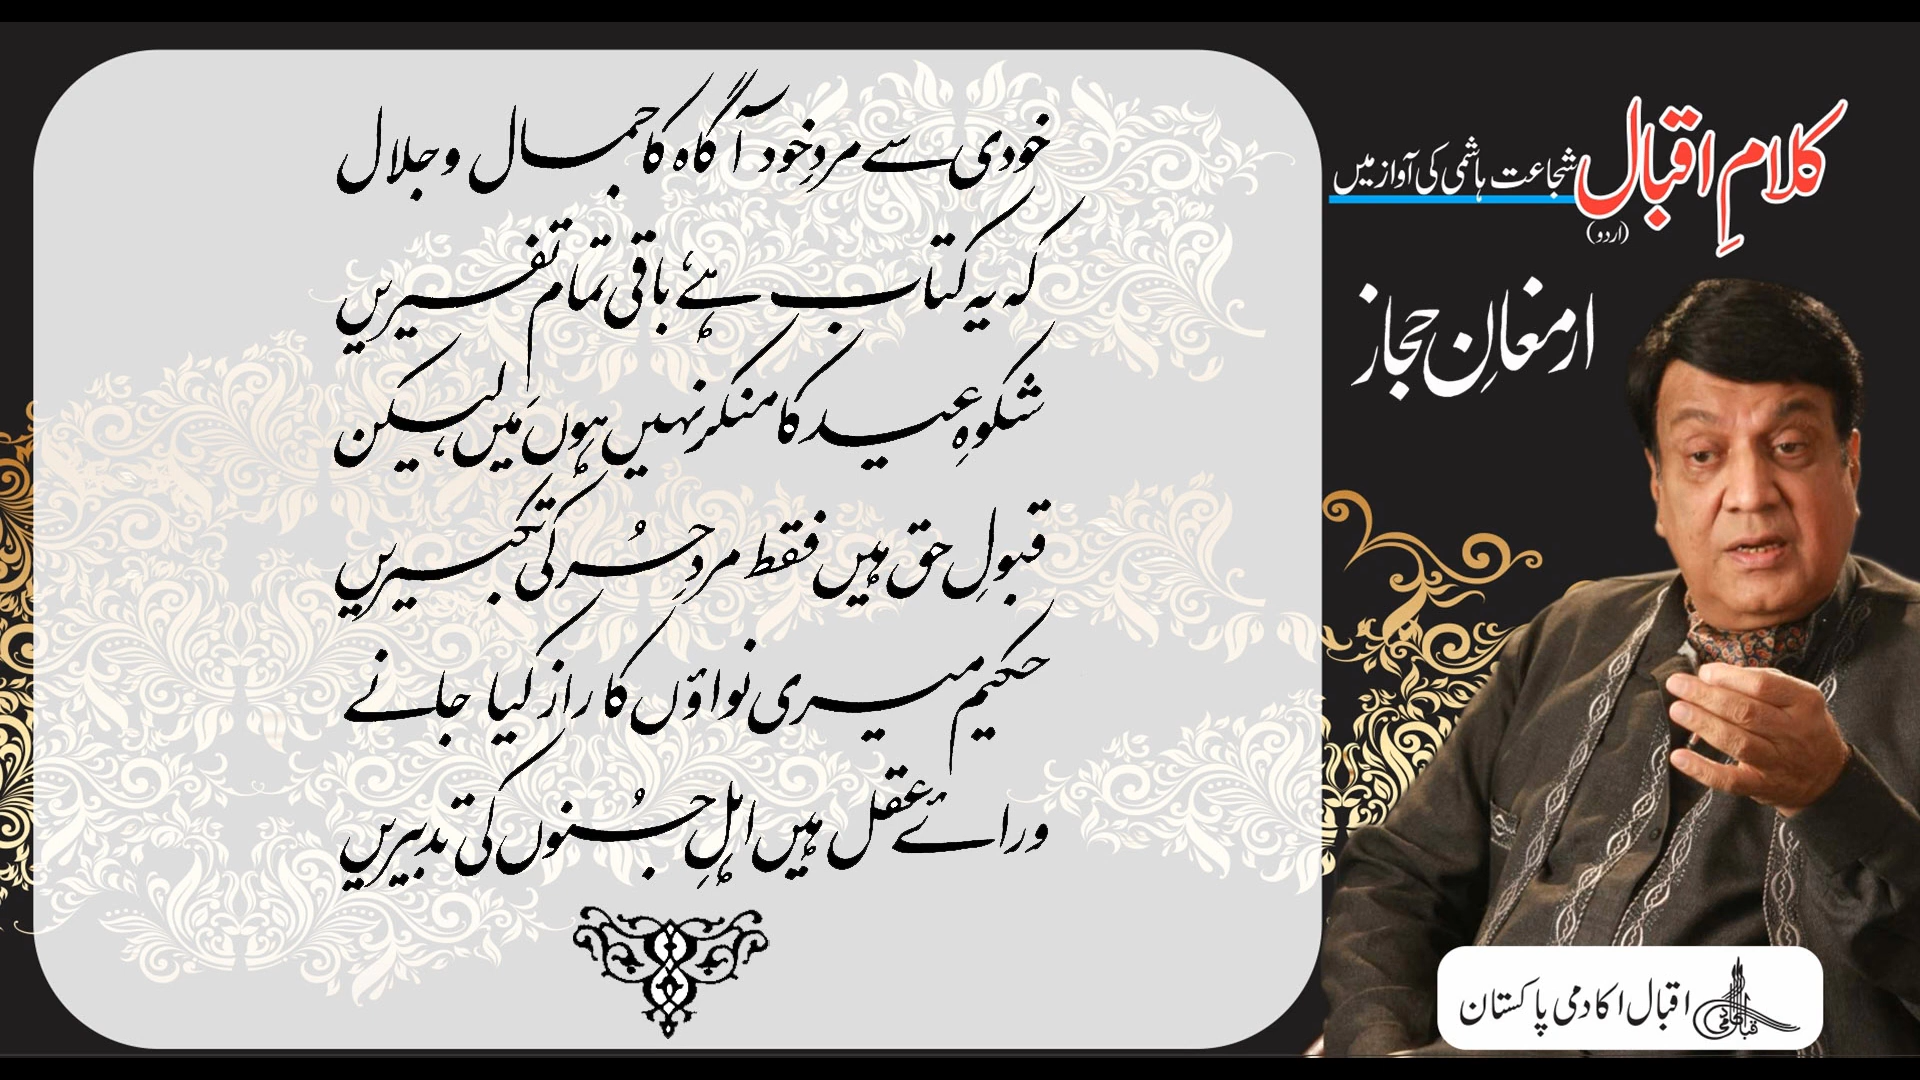 خودی سے مردِ خود آگاہ کا جمال و جلال
کہ یہ کتاب ہے، باقی تمام تفسیریں
شکوہِ عید کا منکر نہیں ہوں مَیں، لیکن
قبولِ حق ہیں فقط مردِ حُر کی تکبیریں
حکیم میری نواؤں کا راز کیا جانے
ورائے عقل ہیں اہلِ جُنوں کی تدبیریں
کلامِ اقبال
شجاعت ہاشمی کی آواز میں
(اردو)
ارمغانِ حجاز
اقبال اکادمی پاکستان